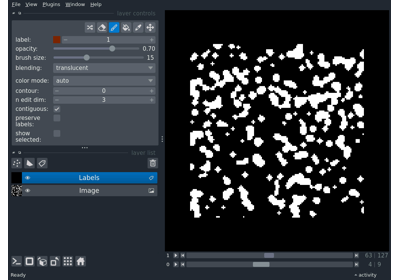 File View Plugins Window Help
layer controls
label: 1
opacity: 0.70
brush size: 15
blending: translucent
color mode: auto
contour: 0
n edit dim: 3
contiguous:
preserve
labels:
show
selected:
layer list
Labels
Image
1 63 127
0 4 9
Ready
activity